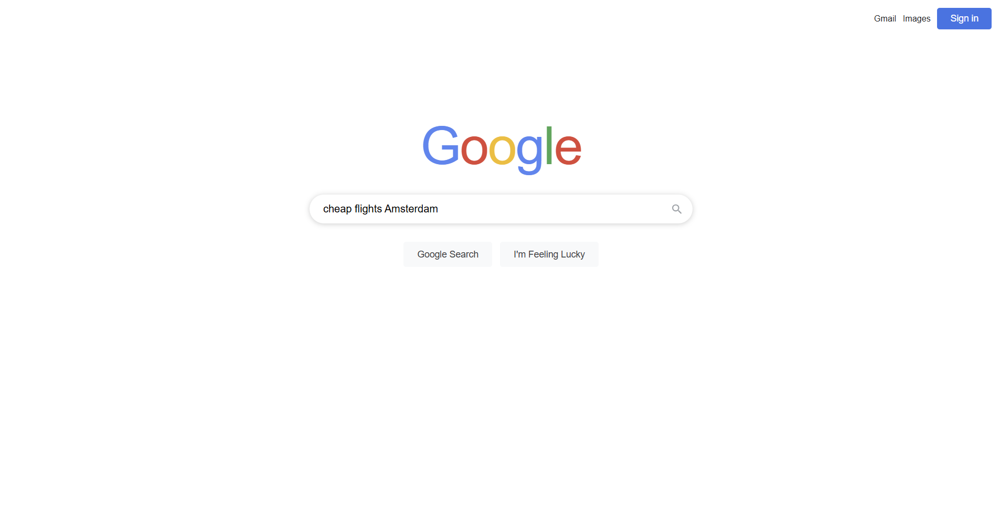 Gmail Images Sign in
Google
cheap flights Amsterdam
Google Search I'm Feeling Lucky